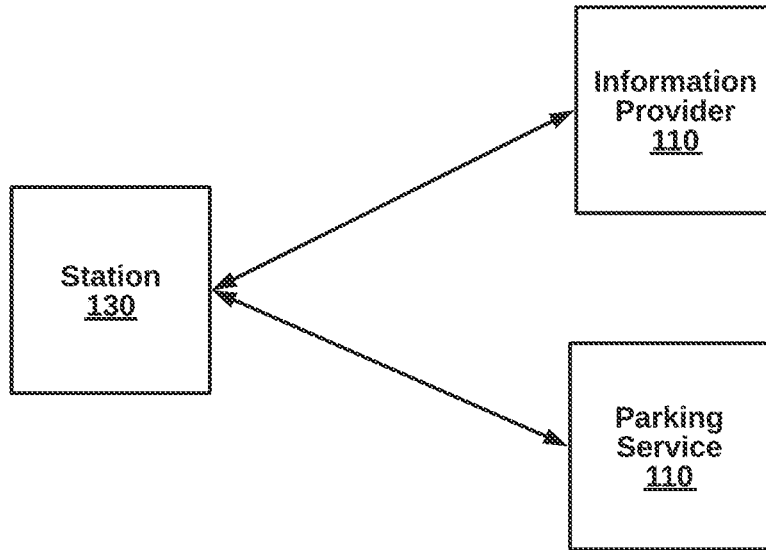 Information
Provider
110
Station
130
Parking
Service
110